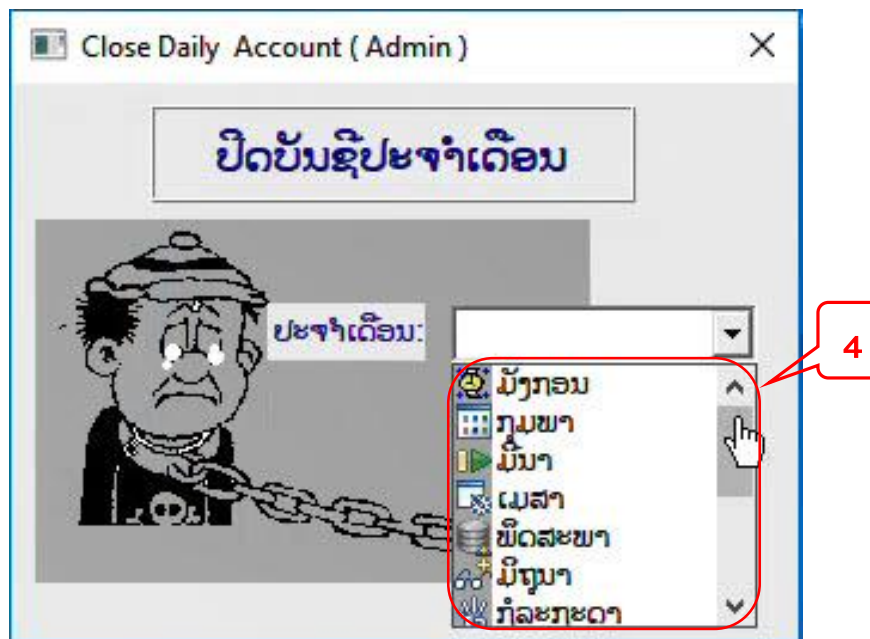 Close Daily Account ( Admin )
ປິດບັນຊີປະຈຳເດືອນ
ປະຈຳເດືອນ:
4
ມັງກອນ
ກຸມພາ
ມີນາ
ເມສາ
ພຶດສະພາ
ມິຖຸນາ
ກໍລະກະດາ